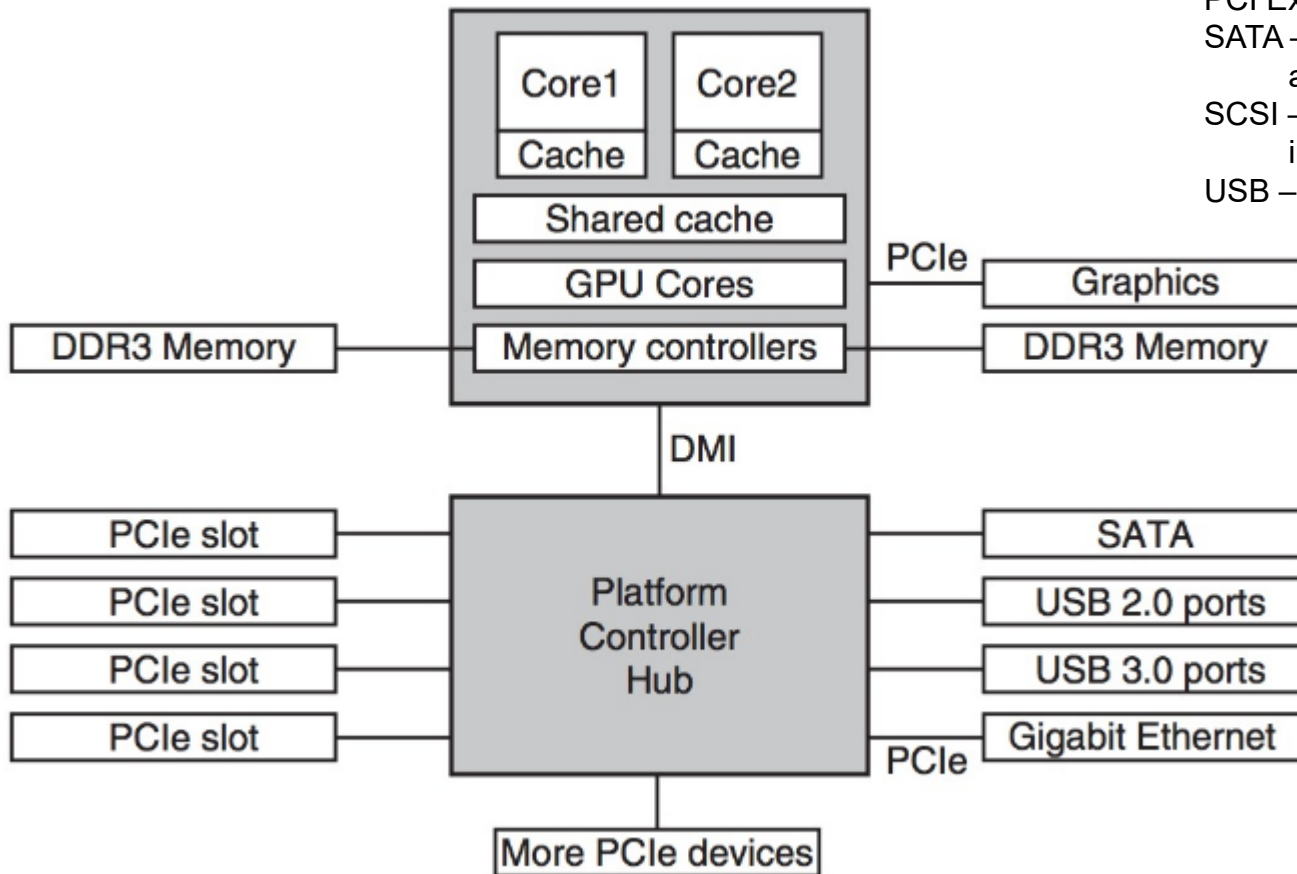 PCI Ex
SATA –
a
SCSI –
i
USB –
Core1
Core2
Cache
Cache
Shared cache
GPU Cores
Memory controllers
PCIe
Graphics
DDR3 Memory
DDR3 Memory
DMI
PCIe slot
PCIe slot
PCIe slot
PCIe slot
Platform
Controller
Hub
SATA
USB 2.0 ports
USB 3.0 ports
Gigabit Ethernet
PCIe
More PCIe devices